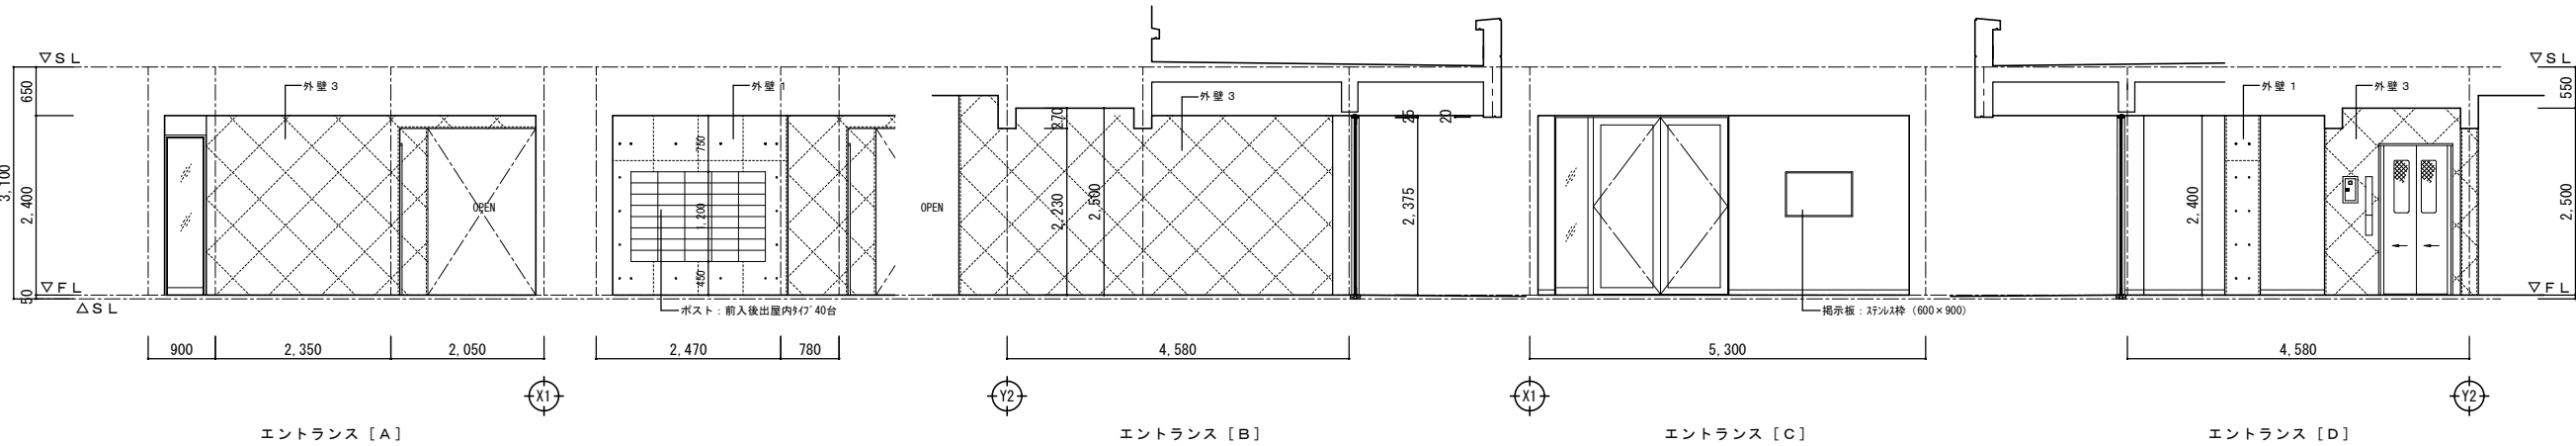 ▽SL
外壁3
外壁1
外壁3
外壁1
外壁3
▽SL
650
3,100
2,400
50
OPEN
750
1,200
450
OPEN
270
2,230
2,500
25
20
2,375
2,400
550
2,500
▽FL
△SL
ポスト：前入後出屋内ﾀｲﾌﾟ40台
掲示板：ｽﾃﾝﾚｽ枠（600×900）
▽FL
900
2,350
2,050
2,470
780
4,580
5,300
4,580
X1
Y2
X1
Y2
エントランス［A］
エントランス［B］
エントランス［C］
エントランス［D］